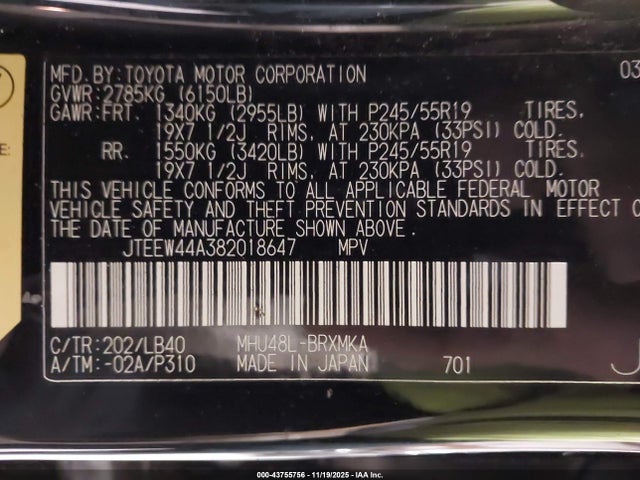 MFD.BY:TOYOTA MOTOR CORPORATION 03
GVWR:2785KG (6150LB)
GAWR:FRT. 1340KG (2955LB) WITH P245/55R19 TIRES,
19X7 1/2J RIMS, AT 230KPA (33PSI) COLD.
RR. 1550KG (3420LB) WITH P245/55R19 TIRES.
19X7 1/2J RIMS, AT 230KPA (33PSI) COLD.
THIS VEHICLE CONFORMS TO ALL APPLICABLE FEDERAL MOTOR
VEHICLE SAFETY AND THEFT PREVENTION STANDARDS IN EFFECT O
THE DATE OF MANUFACTURE SHOWN ABOVE.
JTEEW44A382018647 MPV
C/TR:202/LB40 MHU48L-BRXMKA
A/TM:-02A/P310 MADE IN JAPAN 701
E:
000-43755756 - 11/19/2025 - IAA Inc.